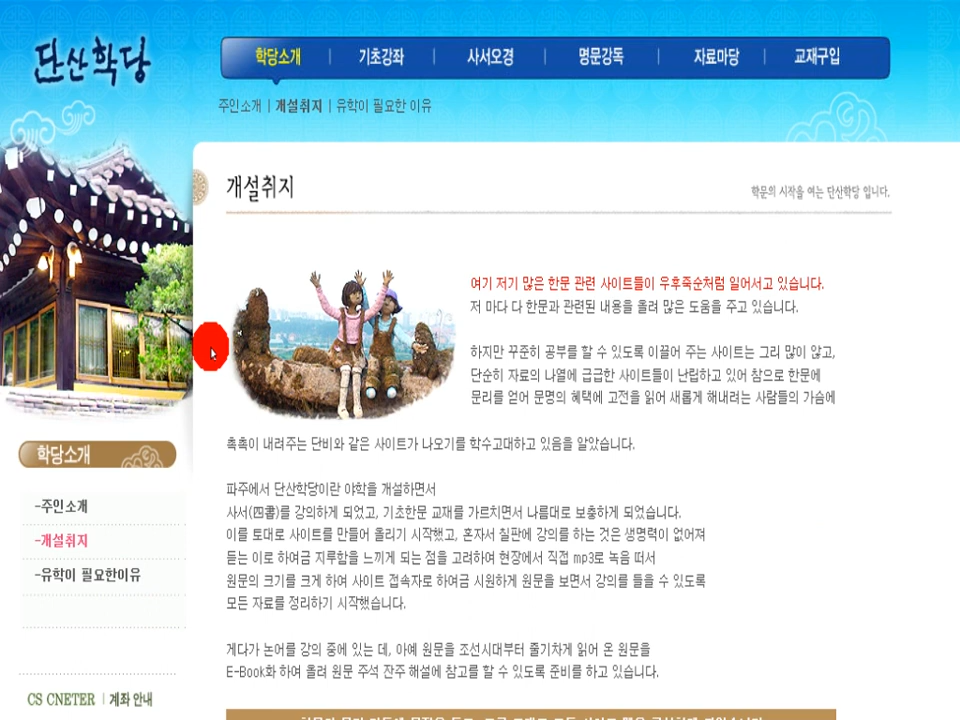 단산학당
학당소개 | 기초강좌 | 사서오경 | 명문강독 | 자료마당 | 교재구입
주인소개 | 개설취지 | 유학이 필요한 이유
개설취지
학문의 시작을 여는 단산학당 입니다.
여기 저기 많은 한문 관련 사이트들이 우후죽순처럼 일어서고 있습니다.
저 마다 다 한문과 관련된 내용을 올려 많은 도움을 주고 있습니다.
하지만 꾸준히 공부를 할 수 있도록 이끌어 주는 사이트는 그리 많이 않고,
단순히 자료의 나열에 급급한 사이트들이 난립하고 있어 참으로 한문에
문리를 얻어 문명의 혜택에 고전을 읽어 새롭게 해내려는 사람들의 가슴에
촉촉이 내려주는 단비와 같은 사이트가 나오기를 학수고대하고 있음을 알았습니다.
파주에서 단산학당이란 야학을 개설하면서
사서(四書)를 강의하게 되었고, 기초한문 교재를 가르치면서 나름대로 보충하게 되었습니다.
이를 토대로 사이트를 만들어 올리기 시작했고, 혼자서 칠판에 강의를 하는 것은 생명력이 없어져
듣는 이로 하여금 지루함을 느끼게 되는 점을 고려하여 현장에서 직접 mp3로 녹음 떠서
원문의 크기를 크게 하여 사이트 접속자로 하여금 시원하게 원문을 보면서 강의를 들을 수 있도록
모든 자료를 정리하기 시작했습니다.
게다가 논어를 강의 중에 있는 데, 아예 원문을 조선시대부터 줄기차게 읽어 온 원문을
E-Book화 하여 올려 원문 주석 잔주 해설에 참고를 할 수 있도록 준비를 하고 있습니다.
학당소개
-주인소개
-개설취지
-유학이 필요한이유
CS CNETER | 계좌 안내